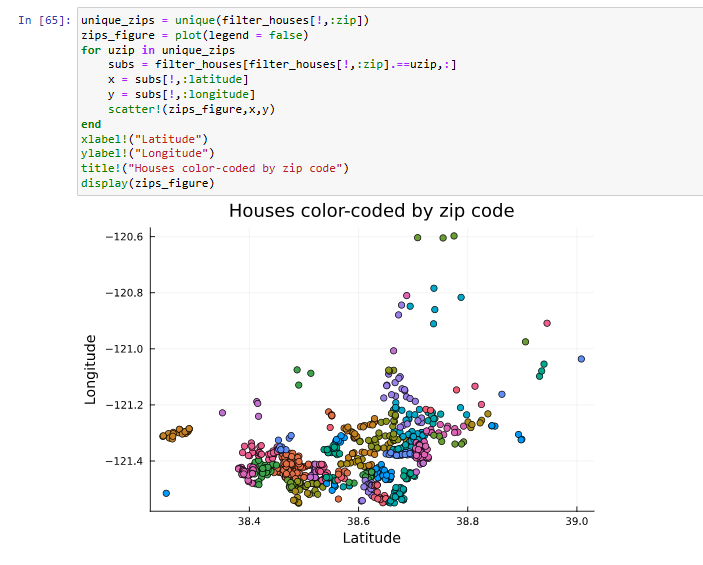 In [65]: unique_zips = unique(filter_houses[!,:zip])
zips_figure = plot(legend = false)
for uzip in unique_zips
    subs = filter_houses[filter_houses[!,:zip].==uzip,:]
    x = subs[!,:latitude]
    y = subs[!,:longitude]
    scatter!(zips_figure,x,y)
end
xlabel!("Latitude")
ylabel!("Longitude")
title!("Houses color-coded by zip code")
display(zips_figure)
Houses color-coded by zip code
−120.6
−120.8
−121.0
−121.2
−121.4
Longitude
38.4 38.6 38.8 39.0
Latitude